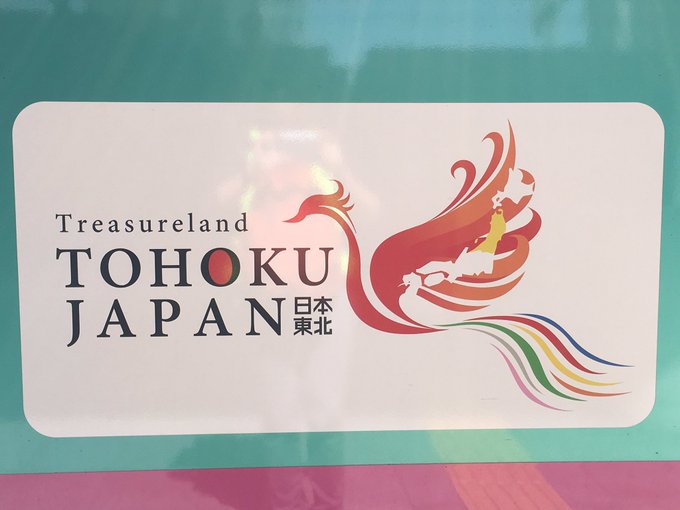 Treasureland
TOHOKU
JAPAN 日本
東北